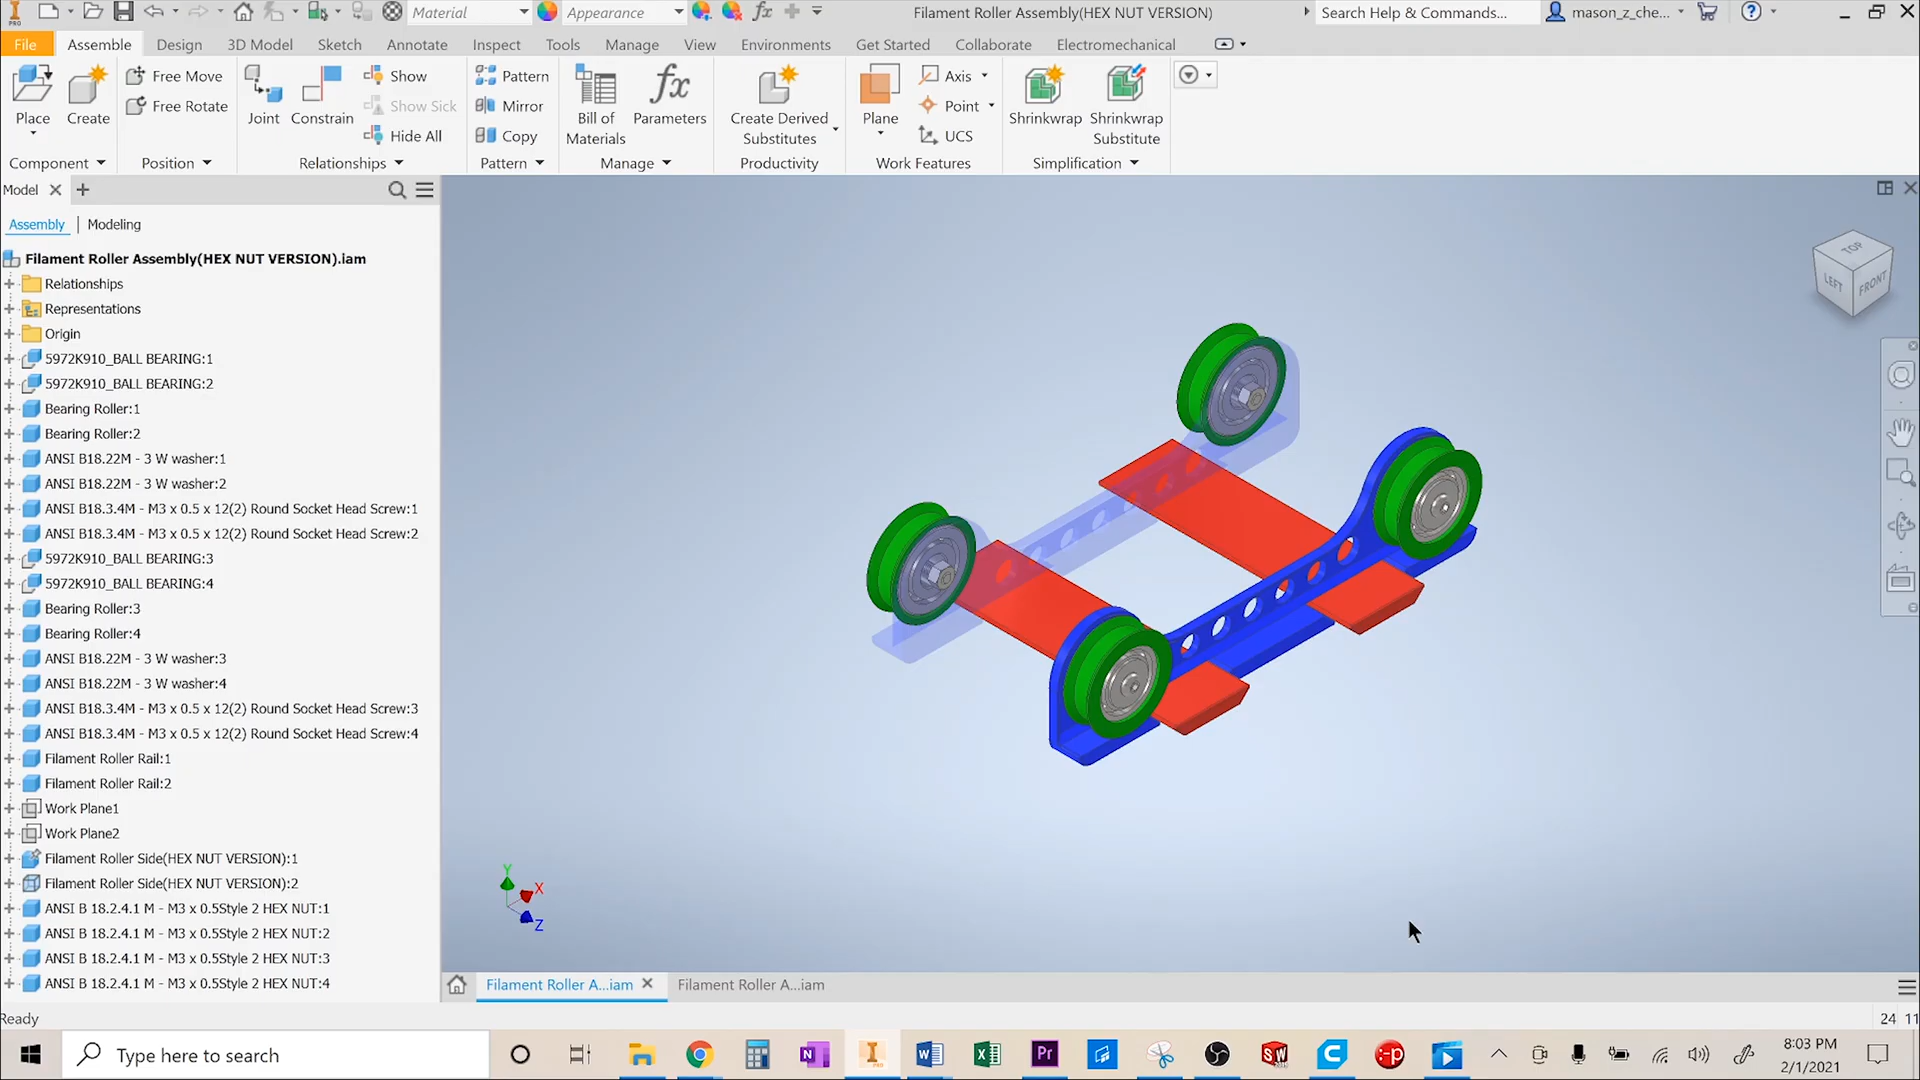 PRO
Material
Appearance
fx
Filament Roller Assembly(HEX NUT VERSION)
Search Help & Commands...
mason_z_che...
File
Assemble
Design
3D Model
Sketch
Annotate
Inspect
Tools
Manage
View
Environments
Get Started
Collaborate
Electromechanical
Place
Create
Free Move
Free Rotate
Joint
Constrain
Show
Show Sick
Hide All
Pattern
Mirror
Copy
Bill of
Materials
fx
Parameters
Create Derived
Substitutes
Plane
Axis
Point
UCS
Shrinkwrap
Shrinkwrap
Substitute
Component
Position
Relationships
Pattern
Manage
Productivity
Work Features
Simplification
Model
Assembly
Modeling
Filament Roller Assembly(HEX NUT VERSION).iam
Relationships
Representations
Origin
5972K910_BALL BEARING:1
5972K910_BALL BEARING:2
Bearing Roller:1
Bearing Roller:2
ANSI B18.22M - 3 W washer:1
ANSI B18.22M - 3 W washer:2
ANSI B18.3.4M - M3 x 0.5 x 12(2) Round Socket Head Screw:1
ANSI B18.3.4M - M3 x 0.5 x 12(2) Round Socket Head Screw:2
5972K910_BALL BEARING:3
5972K910_BALL BEARING:4
Bearing Roller:3
Bearing Roller:4
ANSI B18.22M - 3 W washer:3
ANSI B18.22M - 3 W washer:4
ANSI B18.3.4M - M3 x 0.5 x 12(2) Round Socket Head Screw:3
ANSI B18.3.4M - M3 x 0.5 x 12(2) Round Socket Head Screw:4
Filament Roller Rail:1
Filament Roller Rail:2
Work Plane1
Work Plane2
Filament Roller Side(HEX NUT VERSION):1
Filament Roller Side(HEX NUT VERSION):2
ANSI B 18.2.4.1 M - M3 x 0.5Style 2 HEX NUT:1
ANSI B 18.2.4.1 M - M3 x 0.5Style 2 HEX NUT:2
ANSI B 18.2.4.1 M - M3 x 0.5Style 2 HEX NUT:3
ANSI B 18.2.4.1 M - M3 x 0.5Style 2 HEX NUT:4
TOP
LEFT
FRONT
Y
X
Z
Filament Roller A...iam
Filament Roller A...iam
Ready
24
11
Type here to search
Pr
8:03 PM
2/1/2021